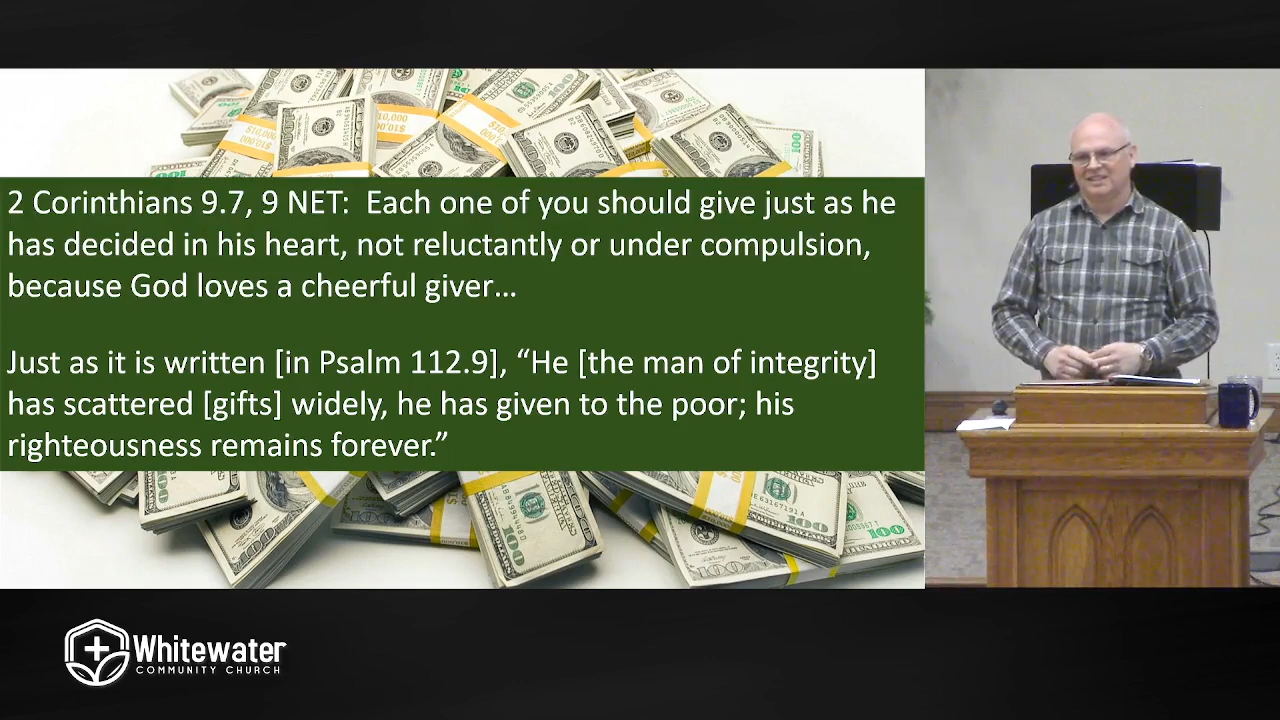 2 Corinthians 9.7, 9 NET:  Each one of you should give just as he
has decided in his heart, not reluctantly or under compulsion,
because God loves a cheerful giver…
Just as it is written [in Psalm 112.9], “He [the man of integrity]
has scattered [gifts] widely, he has given to the poor; his
righteousness remains forever.”
Whitewater
COMMUNITY CHURCH